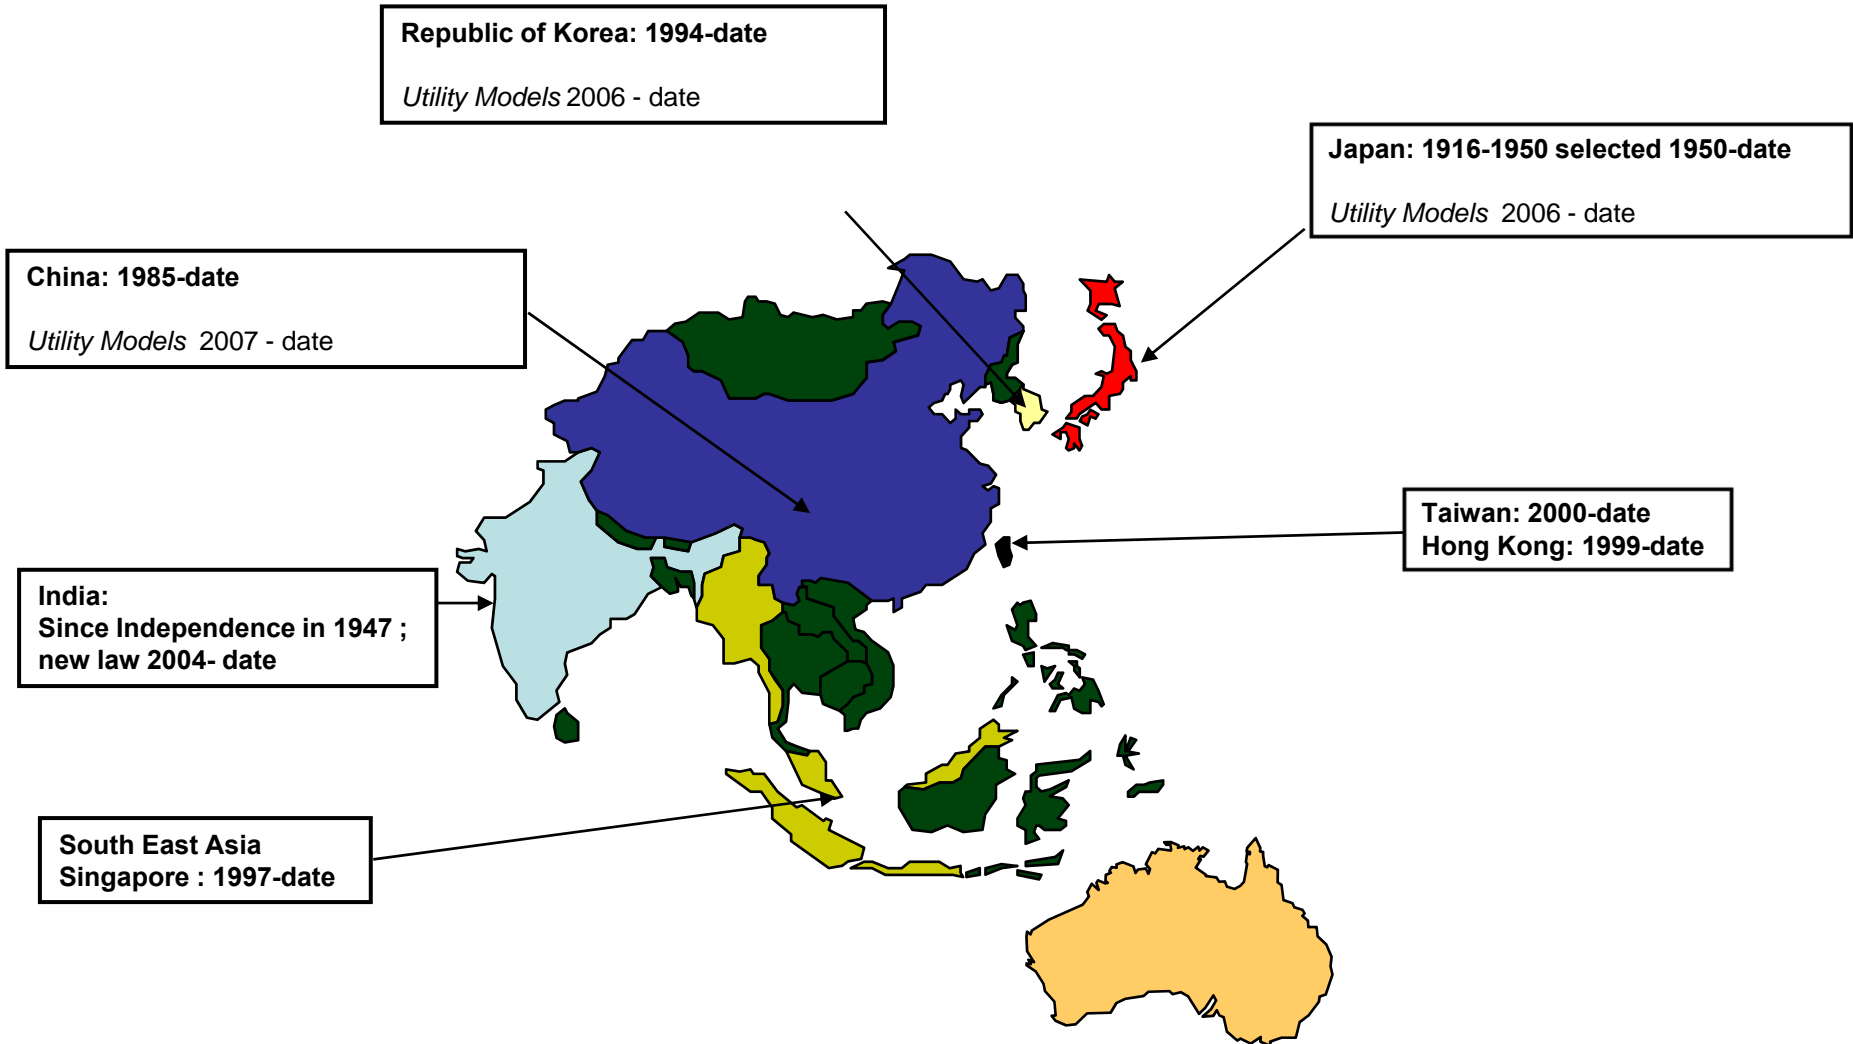 Republic of Korea: 1994-date
Utility Models 2006 - date
Japan: 1916-1950 selected 1950-date
Utility Models 2006 - date
China: 1985-date
Utility Models 2007 - date
Taiwan: 2000-date
Hong Kong: 1999-date
India:
Since Independence in 1947 ;
new law 2004- date
South East Asia
Singapore : 1997-date